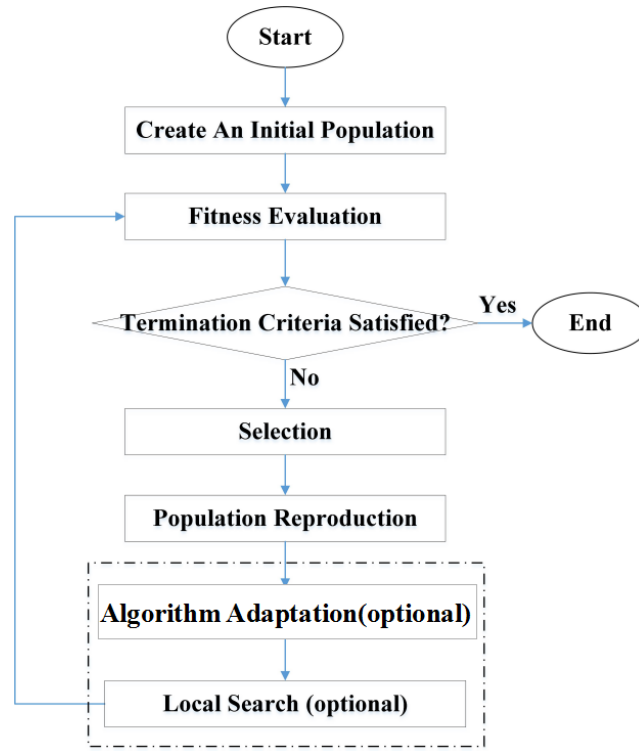 Start
Create An Initial Population
Fitness Evaluation
Termination Criteria Satisfied?
Yes
End
No
Selection
Population Reproduction
Algorithm Adaptation(optional)
Local Search (optional)